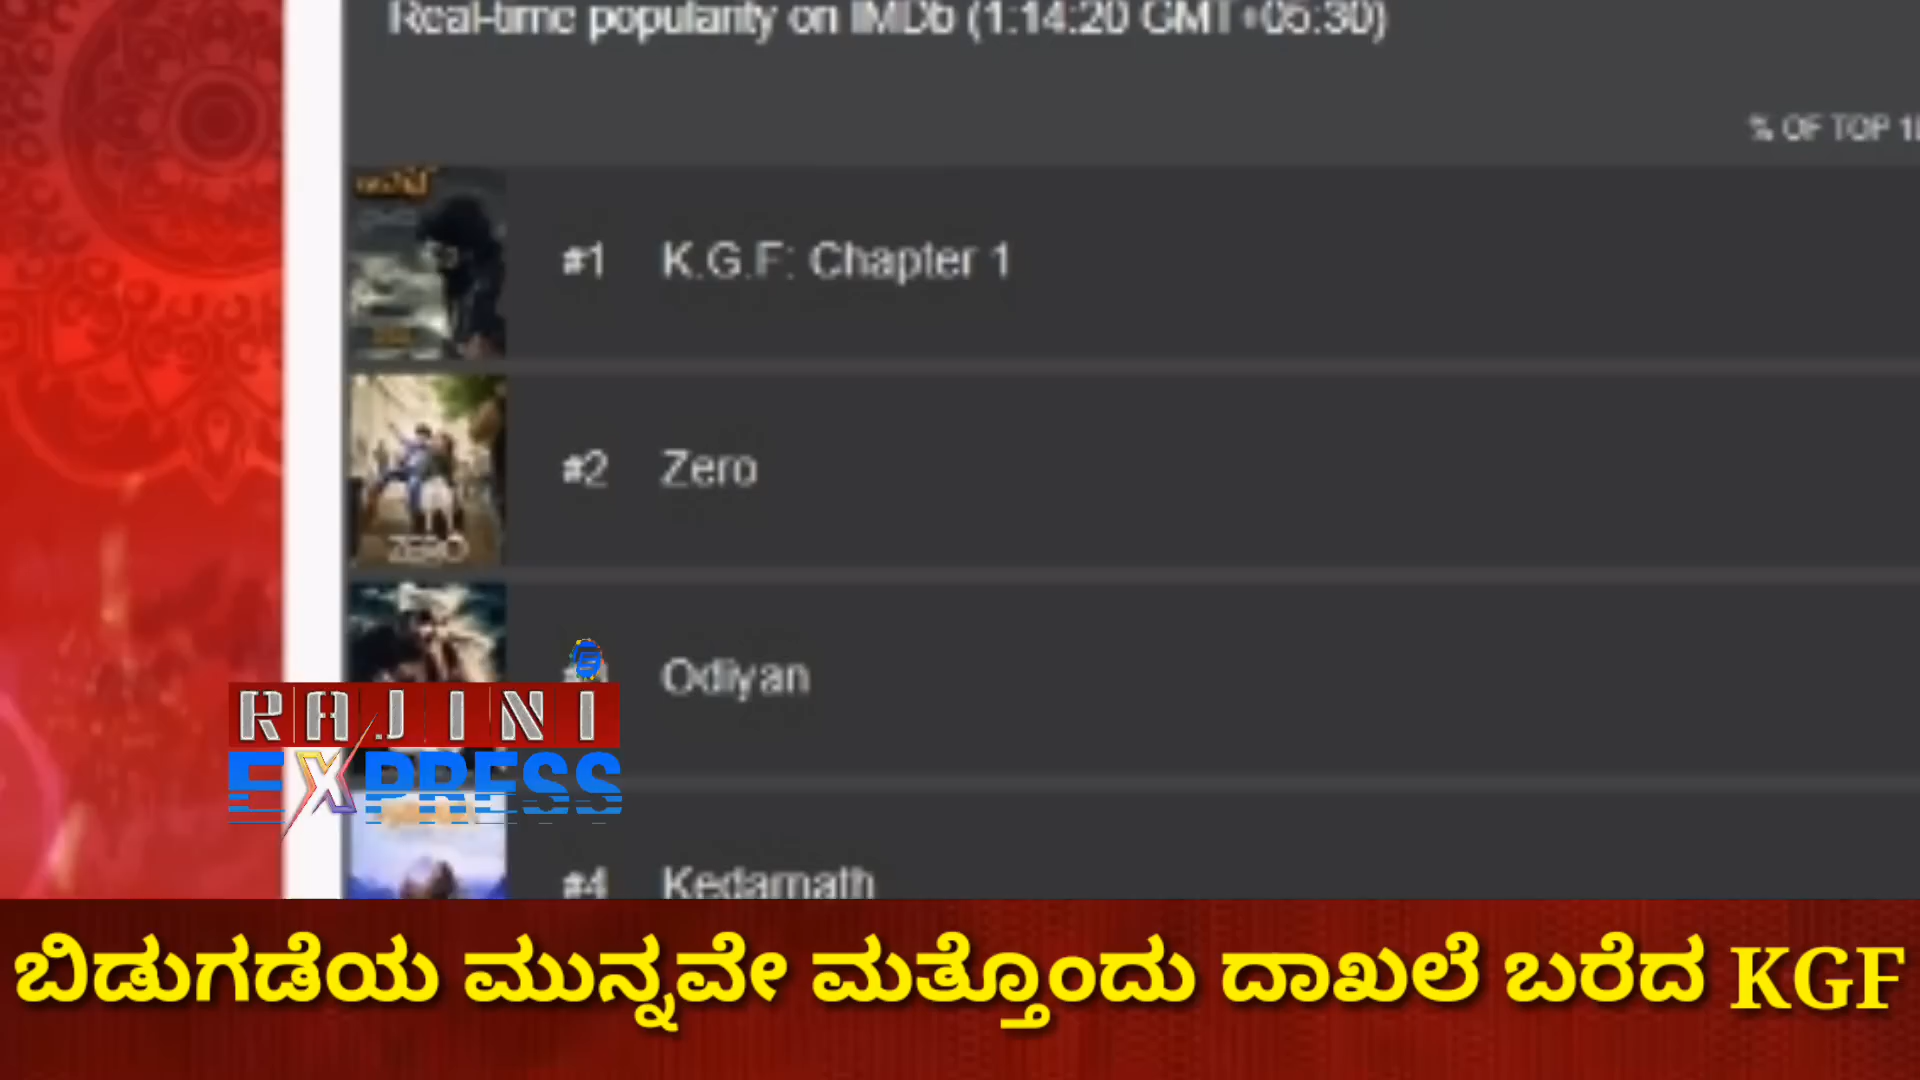 Real-time popularity on IMDb (1:14:20 GMT+05:30)
% OF TOP
#1 K.G.F: Chapter 1
#2 Zero
ZERO
Odiyan
RAJINI
EXPRESS
#4 Kedarnath
ಬಿಡುಗಡೆಯ ಮುನ್ನವೇ ಮತ್ತೊಂದು ದಾಖಲೆ ಬರೆದ KGF